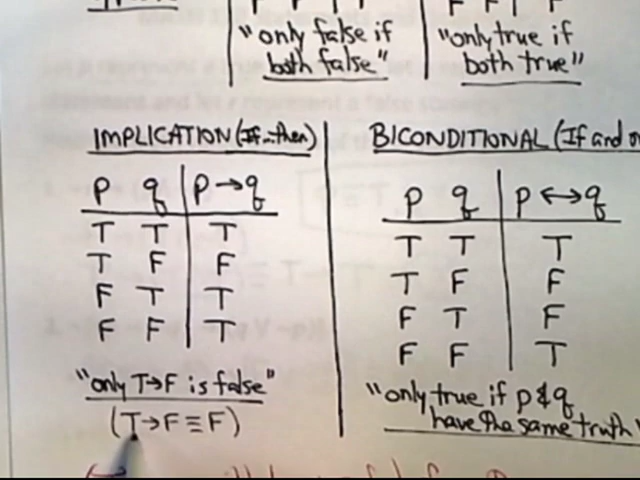 "only false if
both false"
"only true if
both true"
IMPLICATION (If-then)
p q p→q
T T T
T F F
F T T
F F T
"only T→F is false"
(T→F≡F)
BICONDITIONAL (If and
p q p↔q
T T T
T F F
F T F
F F T
"only true if p & q
have the same truth